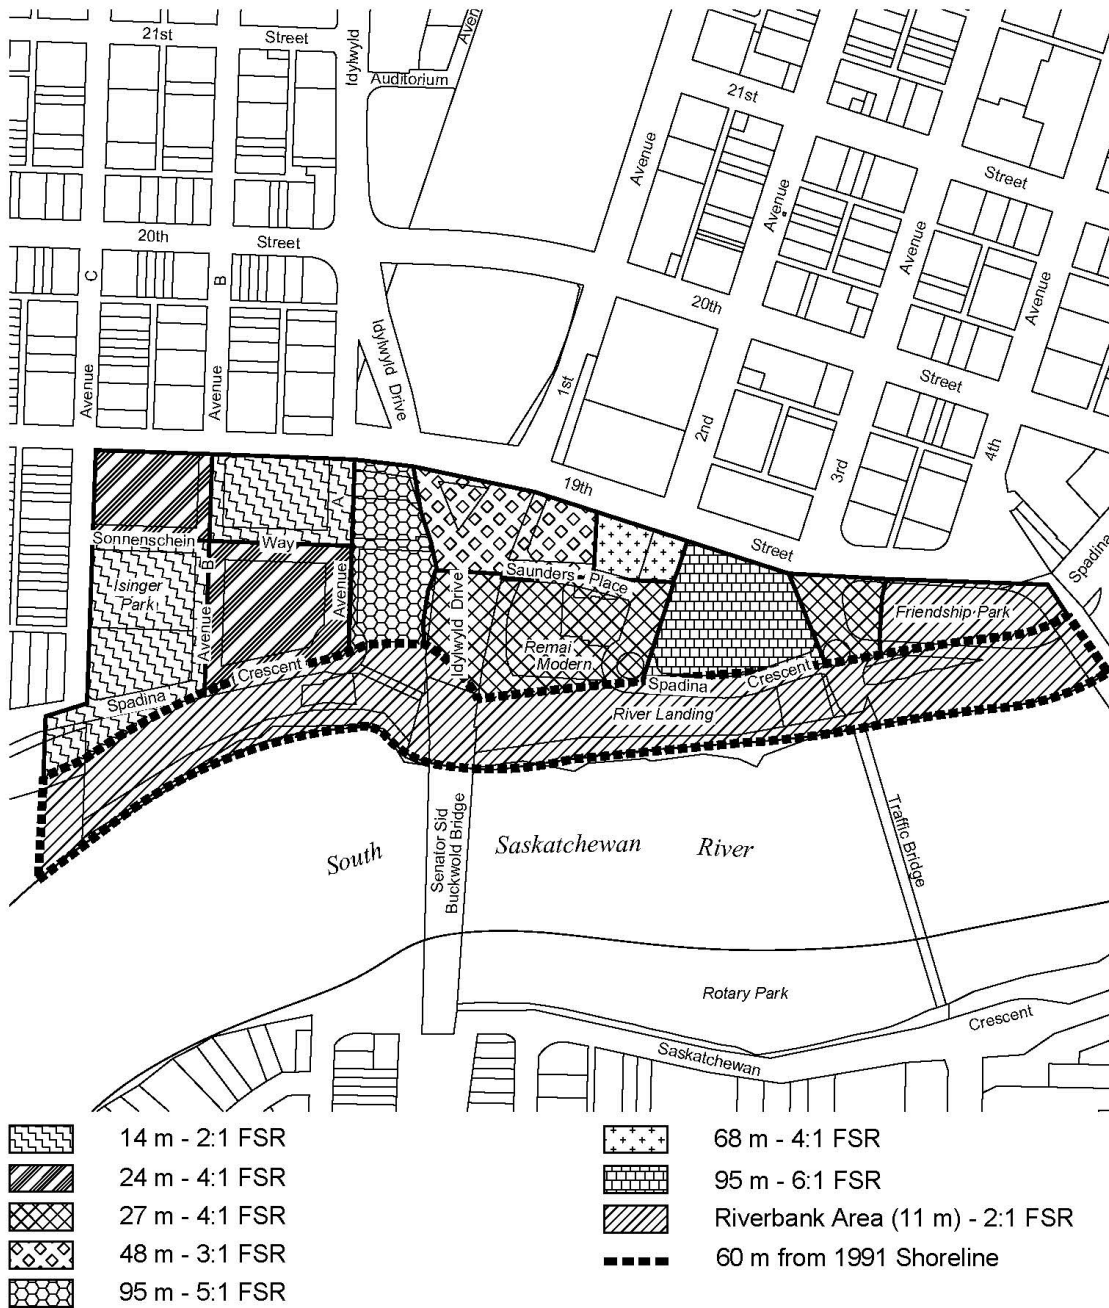 21st
Street
Idylwyld
Avenue
Auditorium
21st
Street
Avenue
Avenue
Avenue
Avenue
20th
Street
C
B
Avenue
Avenue
Idylwyld Drive
20th
Street
1st
2nd
3rd
4th
19th
Street
Spadina
Sonnenschein
Way
A
Avenue
B
Avenue
Isinger
Park
Idylwyld Drive
Saunders
Place
Remai
Modern
Friendship Park
Spadina
Crescent
Spadina
Crescent
River Landing
Senator Sid
Buckwold Bridge
Traffic Bridge
South
Saskatchewan
River
Rotary Park
Saskatchewan
Crescent
14 m - 2:1 FSR
24 m - 4:1 FSR
27 m - 4:1 FSR
48 m - 3:1 FSR
95 m - 5:1 FSR
68 m - 4:1 FSR
95 m - 6:1 FSR
Riverbank Area (11 m) - 2:1 FSR
60 m from 1991 Shoreline